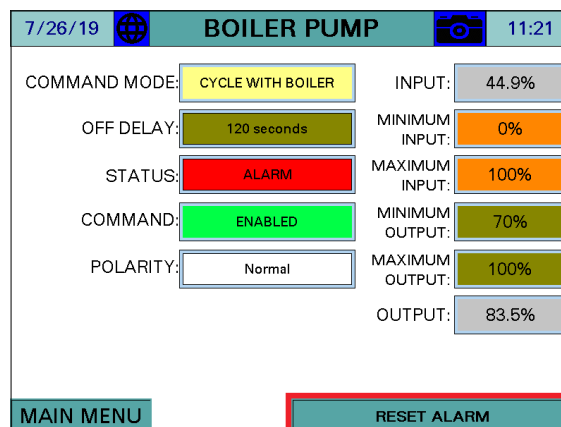 7/26/19 BOILER PUMP 11:21
COMMAND MODE: CYCLE WITH BOILER
INPUT: 44.9%
OFF DELAY: 120 seconds
MINIMUM
INPUT: 0%
STATUS: ALARM
MAXIMUM
INPUT: 100%
COMMAND: ENABLED
MINIMUM
OUTPUT: 70%
POLARITY: Normal
MAXIMUM
OUTPUT: 100%
OUTPUT: 83.5%
MAIN MENU
RESET ALARM